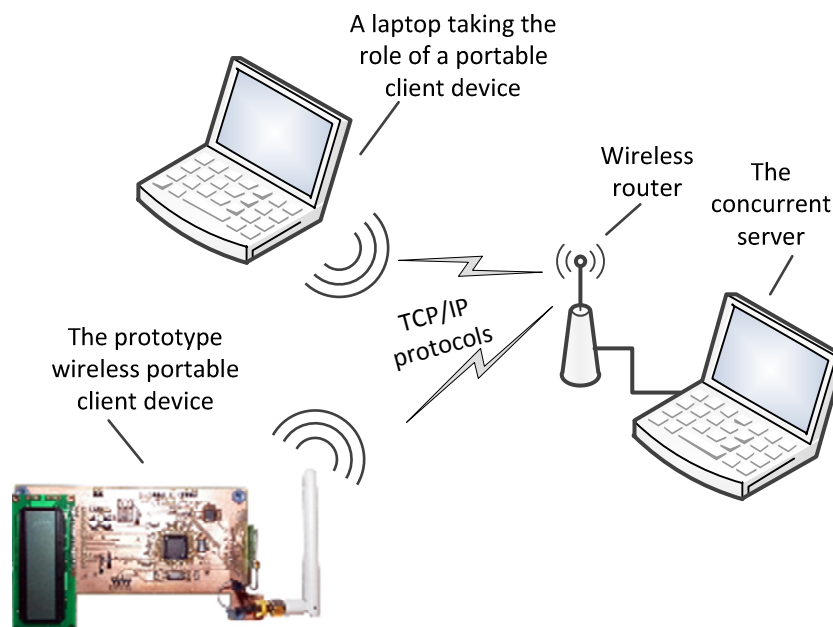 A laptop taking the
role of a portable
client device
Wireless
router
The
concurrent
server
TCP/IP
protocols
The prototype
wireless portable
client device